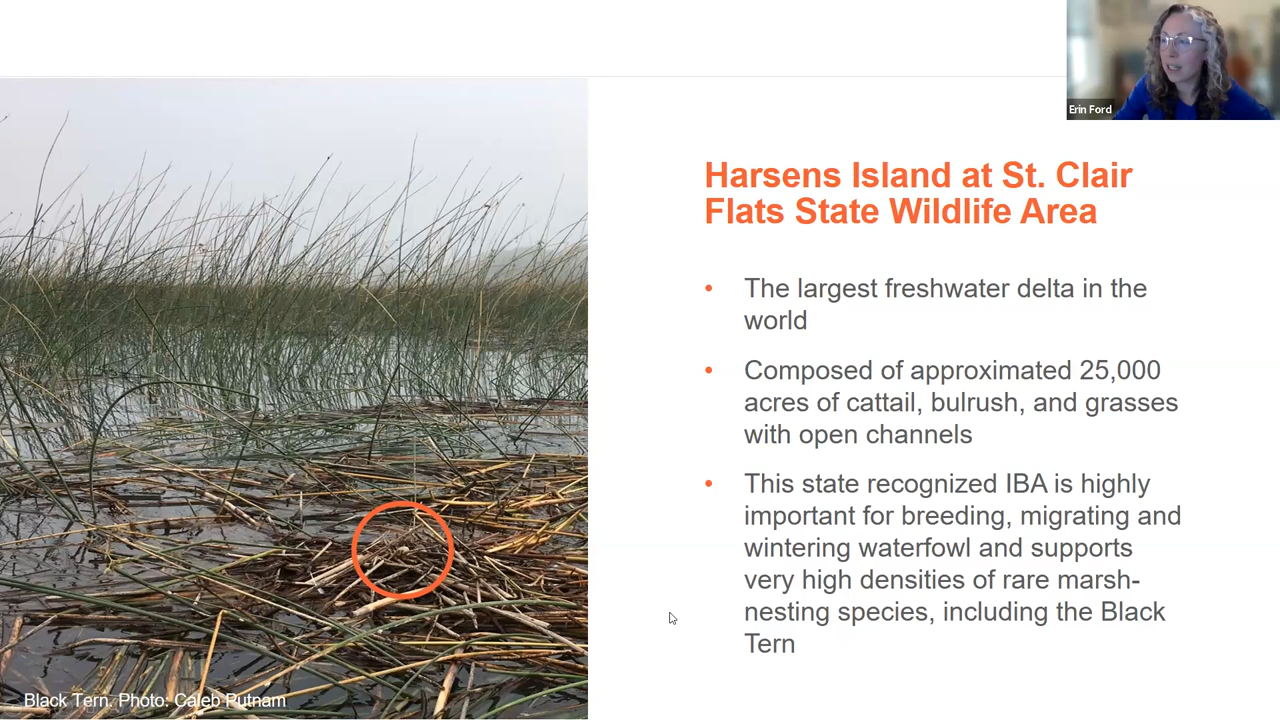 Erin Ford
Harsens Island at St. Clair
Flats State Wildlife Area
• The largest freshwater delta in the
world
• Composed of approximated 25,000
acres of cattail, bulrush, and grasses
with open channels
• This state recognized IBA is highly
important for breeding, migrating and
wintering waterfowl and supports
very high densities of rare marsh-
nesting species, including the Black
Tern
Black Tern. Photo: Caleb Putnam